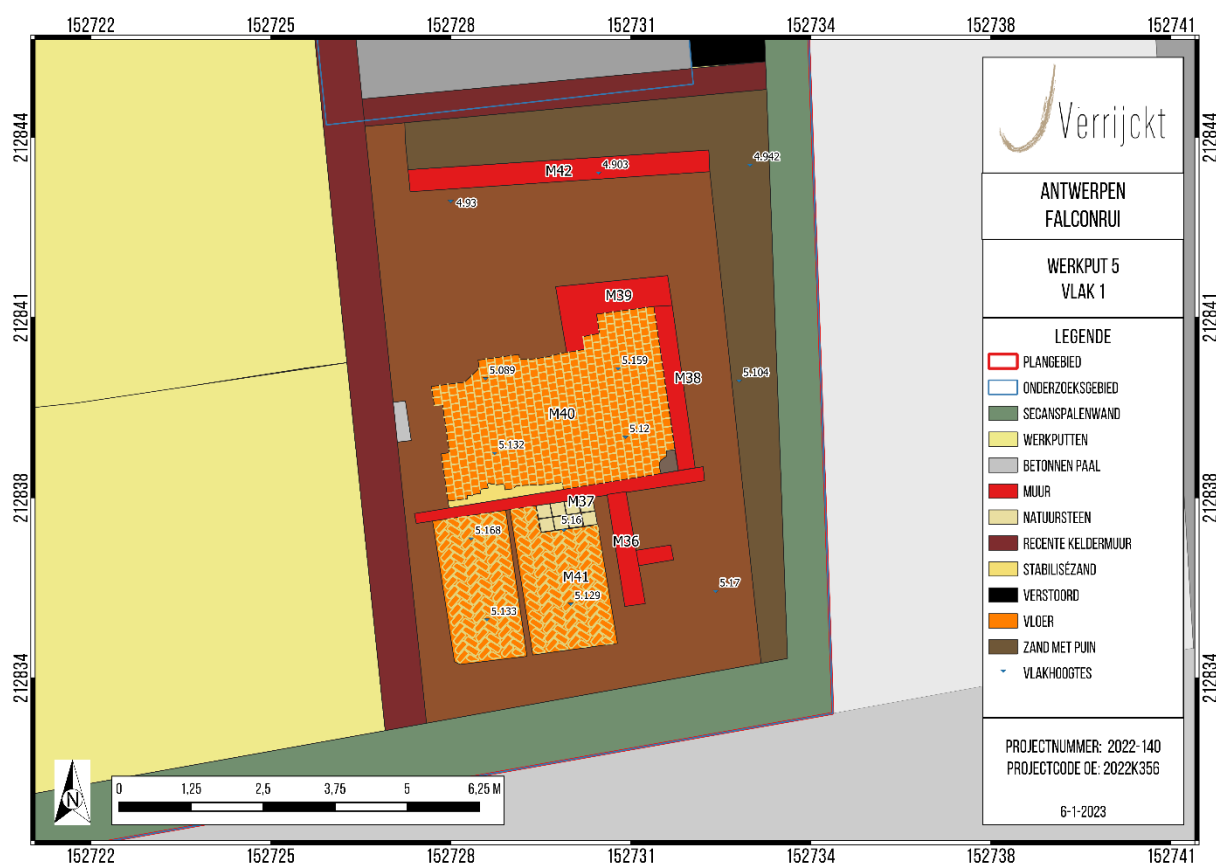 152722 152725 152728 152731 152734 152738 152741
212844 212844
212841 212841
212838 212838
212834 212834
M42
4.903
4.942
4.93
M39
5.159
5.089
M38
5.104
M40
5.12
5.132
M37
5.16
5.168
M36
M41
5.17
5.129
5.133
N
0 1,25 2,5 3,75 5 6,25 M
152722 152725 152728 152731 152734 152738 152741
Verrijckt
ANTWERPEN
FALCONRUI
WERKPUT 5
VLAK 1
LEGENDE
PLANGEBIED
ONDERZOEKSGEBIED
SECANSPALENWAND
WERKPUTTEN
BETONNEN PAAL
MUUR
NATUURSTEEN
RECENTE KELDERMUUR
STABILISÉZAND
VERSTOORD
VLOER
ZAND MET PUIN
VLAKHOOGTES
PROJECTNUMMER: 2022-140
PROJECTCODE OE: 2022K356
6-1-2023